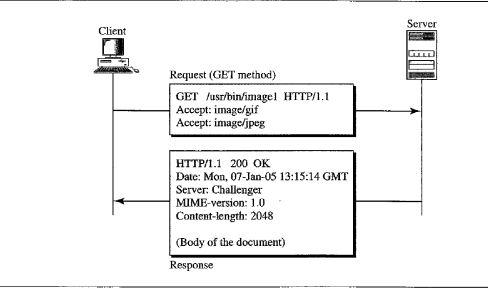 Client
Server
Request (GET method)
GET /usr/bin/image1 HTTP/1.1
Accept: image/gif
Accept: image/jpeg
HTTP/1.1 200 OK
Date: Mon, 07-Jan-05 13:15:14 GMT
Server: Challenger
MIME-version: 1.0
Content-length: 2048
(Body of the document)
Response